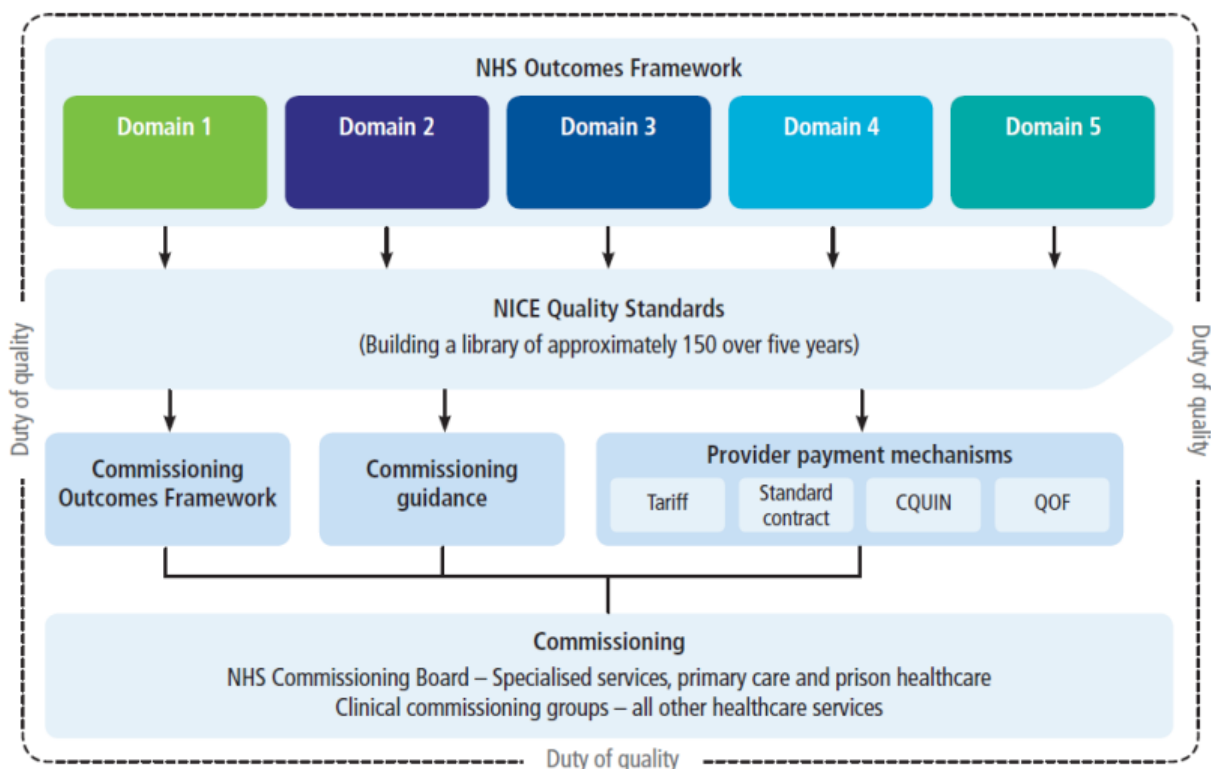 NHS Outcomes Framework
Domain 1
Domain 2
Domain 3
Domain 4
Domain 5
NICE Quality Standards
(Building a library of approximately 150 over five years)
Duty of quality
Duty of quality
Commissioning
Outcomes Framework
Commissioning
guidance
Provider payment mechanisms
Tariff
Standard
contract
CQUIN
QOF
Commissioning
NHS Commissioning Board – Specialised services, primary care and prison healthcare
Clinical commissioning groups – all other healthcare services
Duty of quality